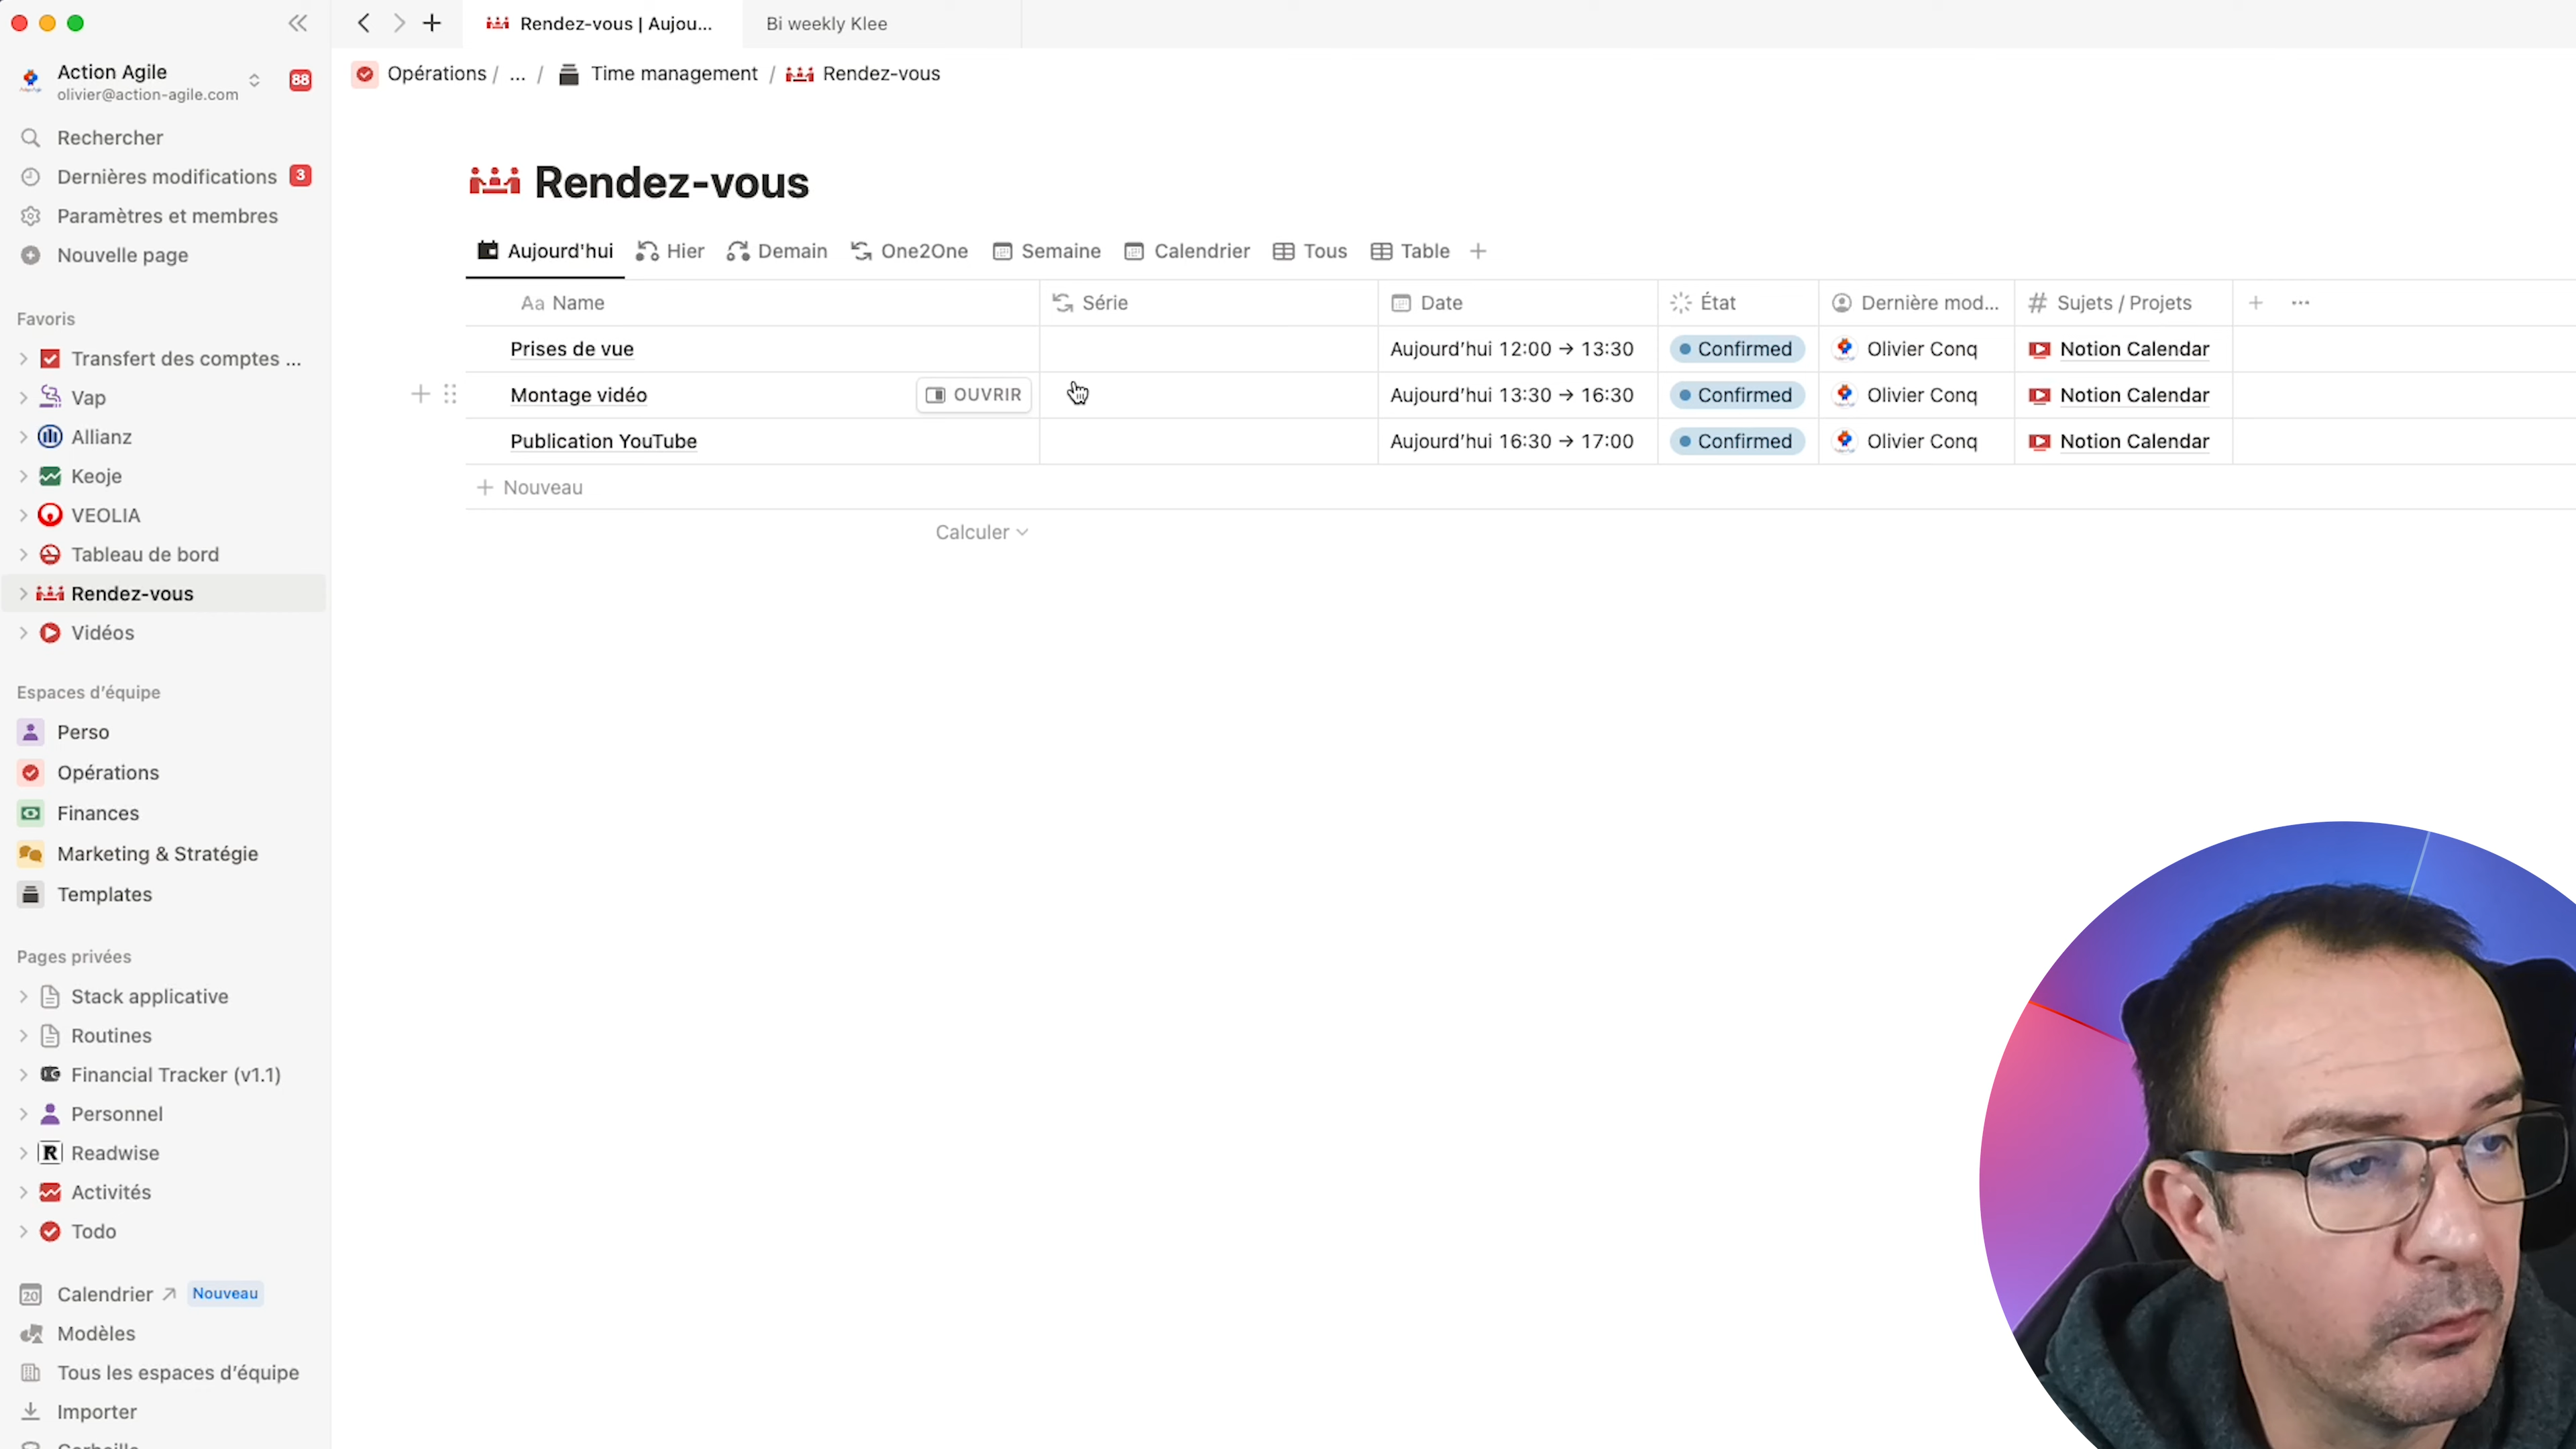 Rendez-vous | Aujou...
Bi weekly Klee
Action Agile
olivier@action-agile.com
88
Opérations / ... / Time management / Rendez-vous
Rechercher
Dernières modifications 3
Paramètres et membres
Nouvelle page
Rendez-vous
Aujourd'hui Hier Demain One2One Semaine Calendrier Tous Table
Aa Name Série Date État Dernière mod... Sujets / Projets
Prises de vue Aujourd’hui 12:00 → 13:30 Confirmed Olivier Conq Notion Calendar
Montage vidéo OUVRIR Aujourd’hui 13:30 → 16:30 Confirmed Olivier Conq Notion Calendar
Publication YouTube Aujourd’hui 16:30 → 17:00 Confirmed Olivier Conq Notion Calendar
Nouveau
Calculer
Favoris
Transfert des comptes ...
Vap
Allianz
Keoje
VEOLIA
Tableau de bord
Rendez-vous
Vidéos
Espaces d’équipe
Perso
Opérations
Finances
Marketing & Stratégie
Templates
Pages privées
Stack applicative
Routines
Financial Tracker (v1.1)
Personnel
R Readwise
Activités
Todo
20 Calendrier ↗ Nouveau
Modèles
Tous les espaces d’équipe
Importer